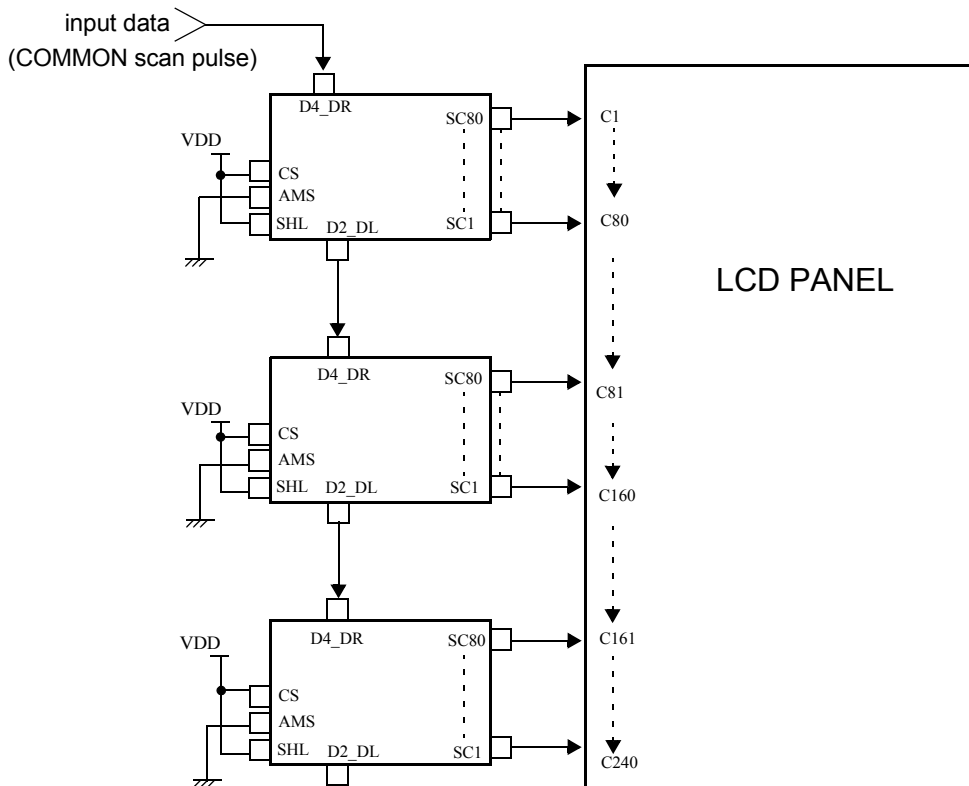 input data
(COMMON scan pulse)
D4_DR
SC80
C1
VDD
CS
AMS
SHL
D2_DL
SC1
C80
LCD PANEL
D4_DR
SC80
C81
VDD
CS
AMS
SHL
D2_DL
SC1
C160
D4_DR
SC80
C161
VDD
CS
AMS
SHL
D2_DL
SC1
C240